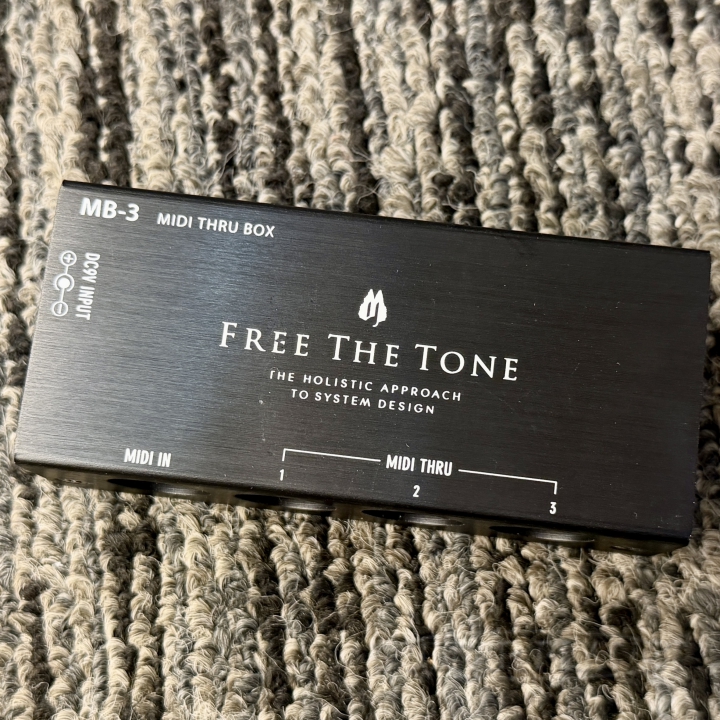 MB-3 MIDI THRU BOX
DC9V INPUT
FREE THE TONE
THE HOLISTIC APPROACH
TO SYSTEM DESIGN
MIDI IN
MIDI THRU
1
2
3